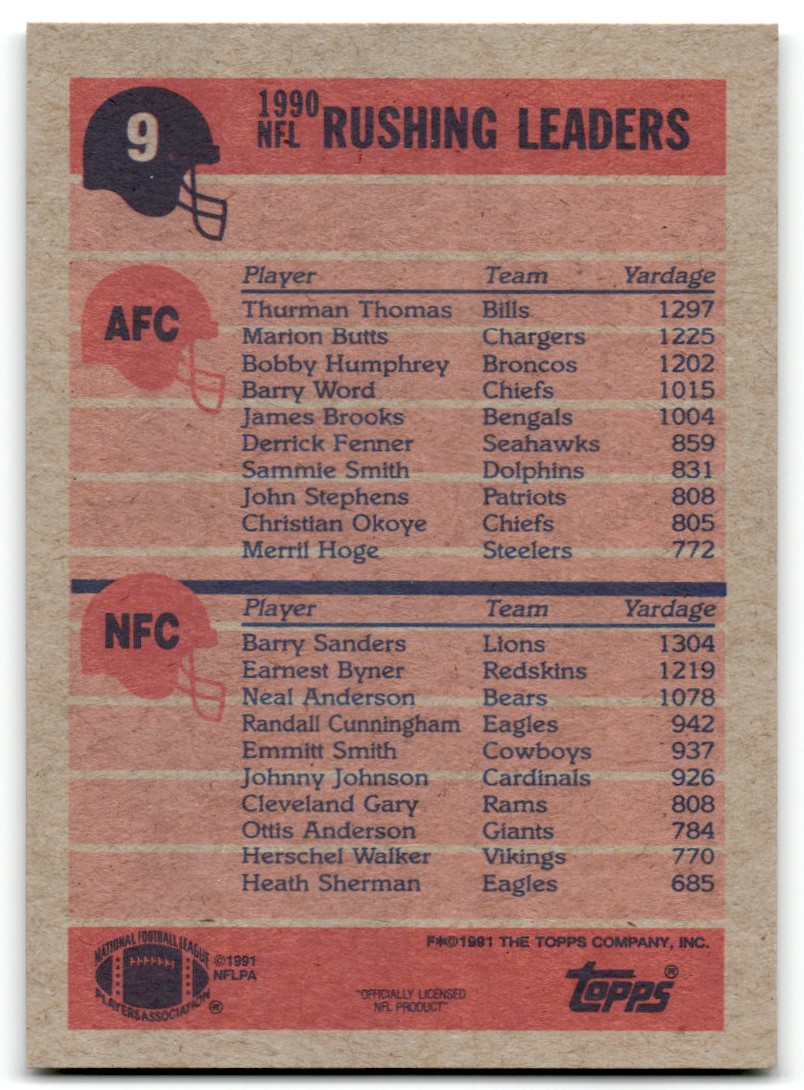 9
1990 NFL RUSHING LEADERS
AFC
Player Team Yardage
Thurman Thomas Bills 1297
Marion Butts Chargers 1225
Bobby Humphrey Broncos 1202
Barry Word Chiefs 1015
James Brooks Bengals 1004
Derrick Fenner Seahawks 859
Sammie Smith Dolphins 831
John Stephens Patriots 808
Christian Okoye Chiefs 805
Merril Hoge Steelers 772
NFC
Player Team Yardage
Barry Sanders Lions 1304
Earnest Byner Redskins 1219
Neal Anderson Bears 1078
Randall Cunningham Eagles 942
Emmitt Smith Cowboys 937
Johnny Johnson Cardinals 926
Cleveland Gary Rams 808
Ottis Anderson Giants 784
Herschel Walker Vikings 770
Heath Sherman Eagles 685
NATIONAL FOOTBALL LEAGUE
PLAYERS ASSOCIATION ®
©1991
NFLPA
F*©1991 THE TOPPS COMPANY, INC.
"OFFICIALLY LICENSED
NFL PRODUCT"
topps®